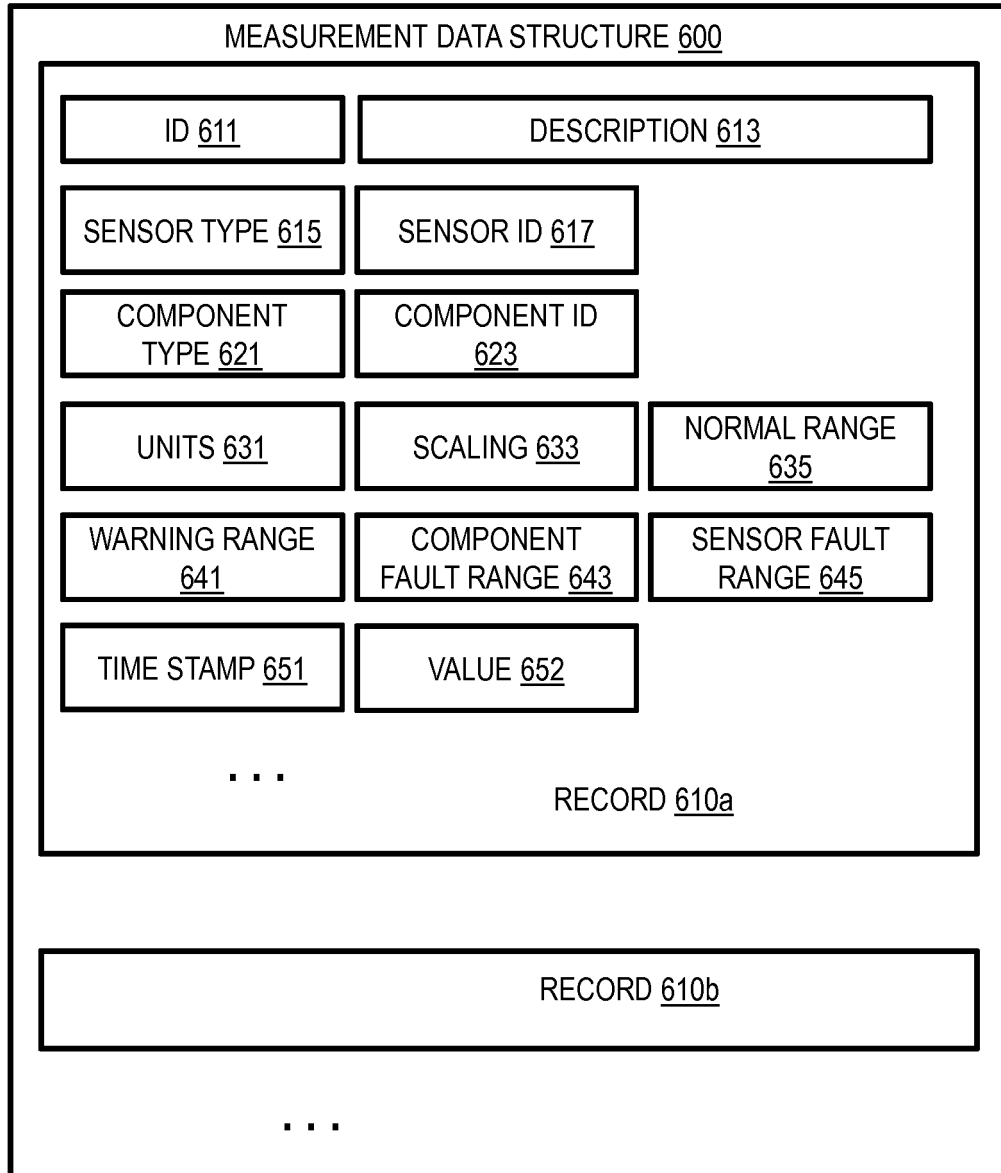 MEASUREMENT DATA STRUCTURE 600
ID 611
DESCRIPTION 613
SENSOR TYPE 615
SENSOR ID 617
COMPONENT
TYPE 621
COMPONENT ID
623
UNITS 631
SCALING 633
NORMAL RANGE
635
WARNING RANGE
641
COMPONENT
FAULT RANGE 643
SENSOR FAULT
RANGE 645
TIME STAMP 651
VALUE 652
. . .
RECORD 610a
RECORD 610b
. . .